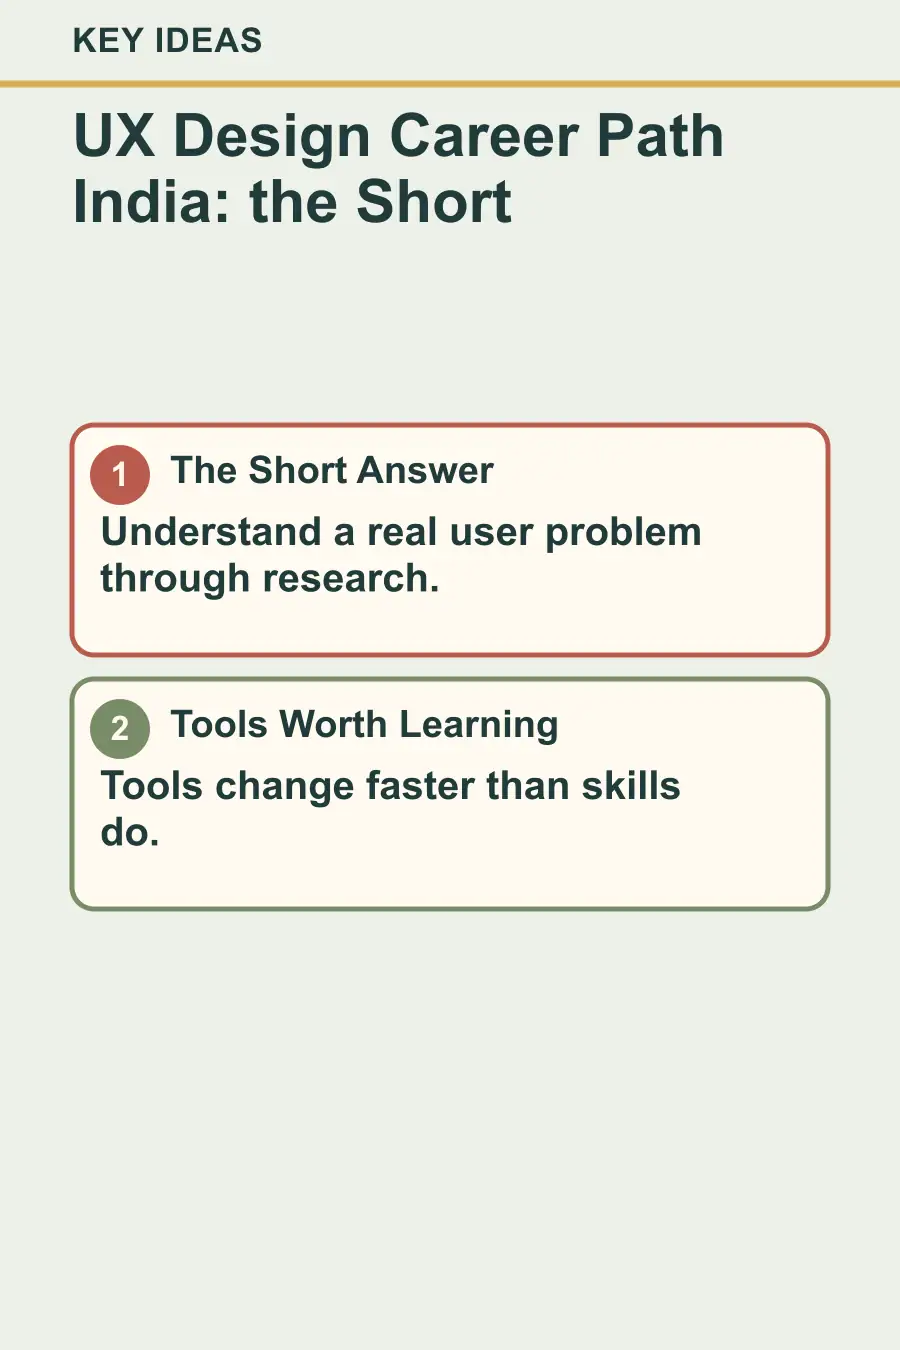 KEY IDEAS
UX Design Career Path
India: the Short
1 The Short Answer
Understand a real user problem
through research.
2 Tools Worth Learning
Tools change faster than skills
do.